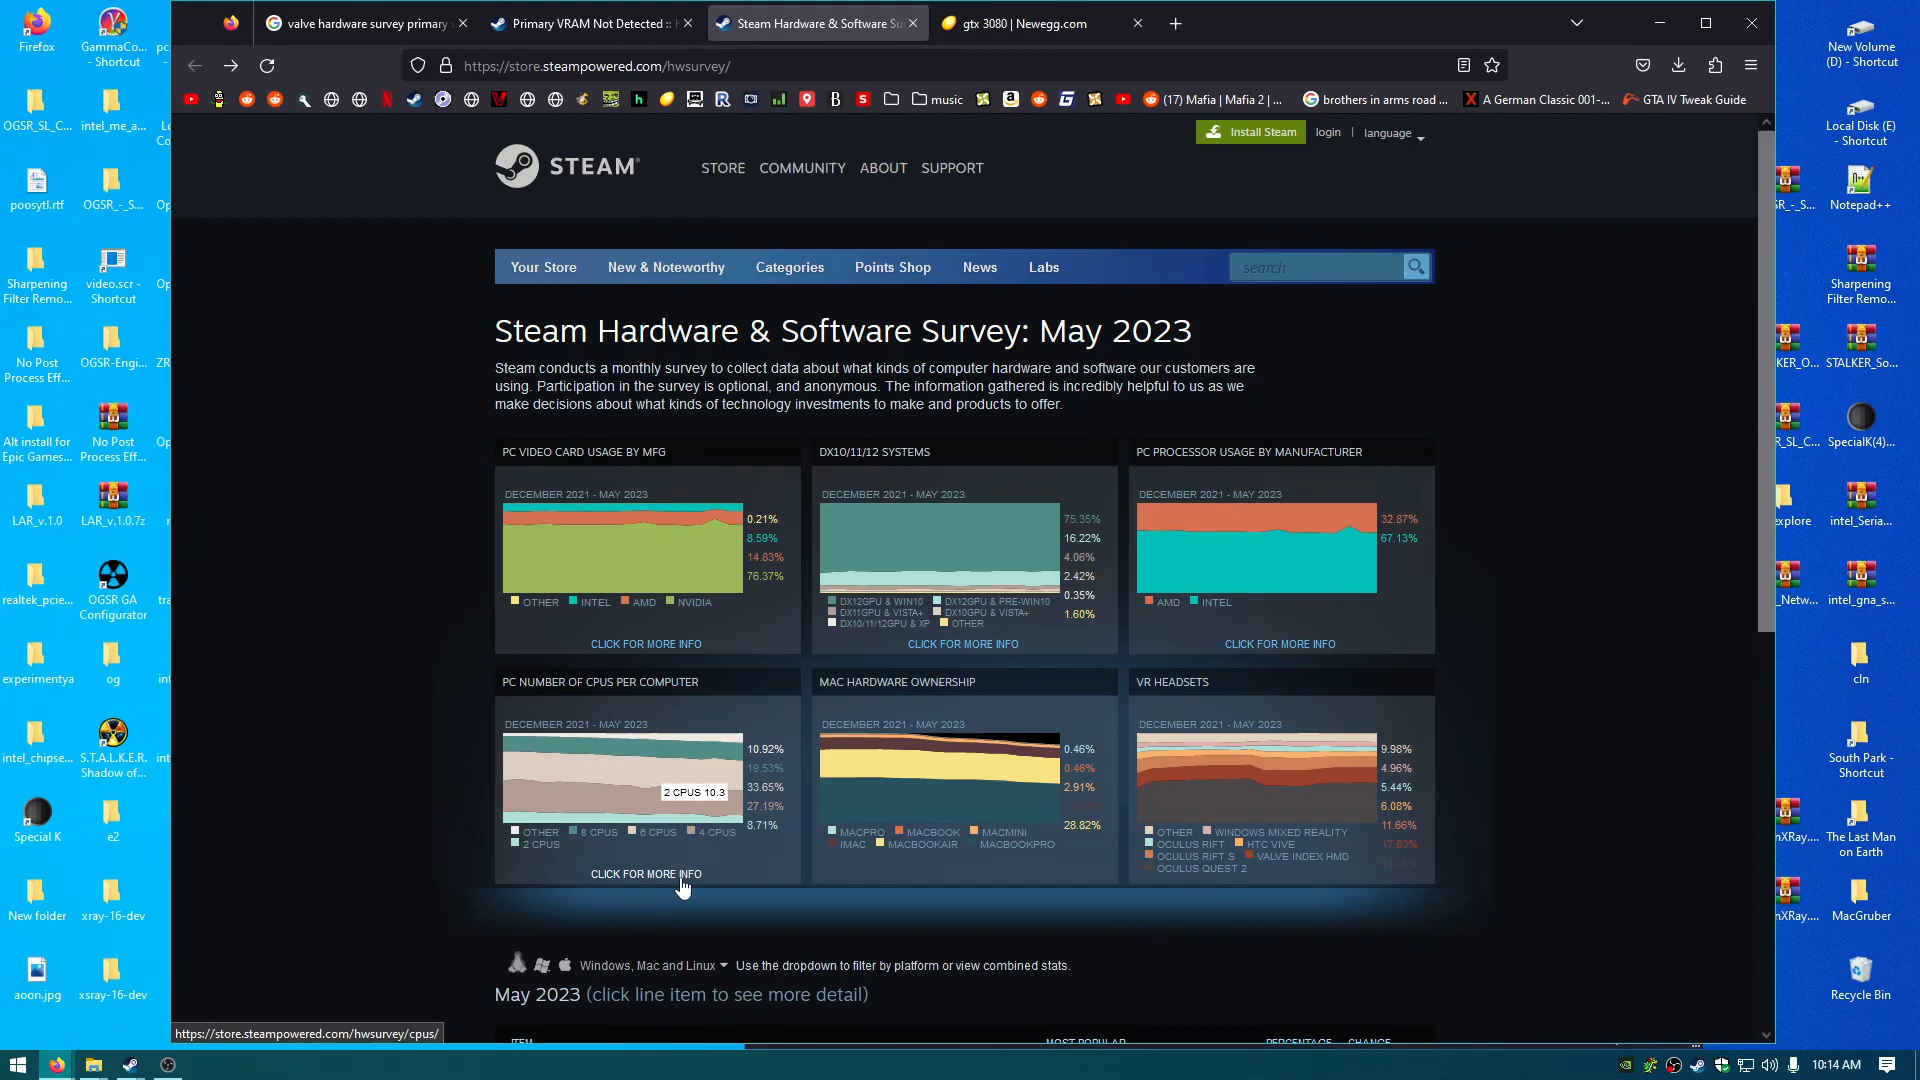 valve hardware survey primary
Primary VRAM Not Detected ::
Steam Hardware & Software Su
gtx 3080 | Newegg.com
https://store.steampowered.com/hwsurvey/
music
(17) Mafia | Mafia 2 | ...
brothers in arms road ...
A German Classic 001-...
GTA IV Tweak Guide
Install Steam
login
language
STEAM
STORE
COMMUNITY
ABOUT
SUPPORT
Your Store
New & Noteworthy
Categories
Points Shop
News
Labs
search
Steam Hardware & Software Survey: May 2023
Steam conducts a monthly survey to collect data about what kinds of computer hardware and software our customers are
using. Participation in the survey is optional, and anonymous. The information gathered is incredibly helpful to us as we
make decisions about what kinds of technology investments to make and products to offer.
PC VIDEO CARD USAGE BY MFG
DECEMBER 2021 - MAY 2023
0.21%
8.59%
14.83%
76.37%
OTHER INTEL AMD NVIDIA
CLICK FOR MORE INFO
DX10/11/12 SYSTEMS
DECEMBER 2021 - MAY 2023
75.35%
16.22%
4.06%
2.42%
0.35%
1.60%
DX12GPU & WIN10 DX12GPU & PRE-WIN10
DX11GPU & VISTA+ DX10GPU & VISTA+
DX10/11/12GPU & XP OTHER
CLICK FOR MORE INFO
PC PROCESSOR USAGE BY MANUFACTURER
DECEMBER 2021 - MAY 2023
32.87%
67.13%
AMD INTEL
CLICK FOR MORE INFO
PC NUMBER OF CPUS PER COMPUTER
DECEMBER 2021 - MAY 2023
10.92%
19.53%
33.65%
27.19%
8.71%
2 CPUS 10.3
OTHER 8 CPUS 6 CPUS 4 CPUS
2 CPUS
CLICK FOR MORE INFO
MAC HARDWARE OWNERSHIP
DECEMBER 2021 - MAY 2023
0.46%
0.46%
2.91%
28.82%
MACPRO MACBOOK MACMINI
IMAC MACBOOKAIR MACBOOKPRO
VR HEADSETS
DECEMBER 2021 - MAY 2023
9.98%
4.96%
5.44%
6.08%
11.66%
17.83%
OTHER WINDOWS MIXED REALITY
OCULUS RIFT HTC VIVE
OCULUS RIFT S VALVE INDEX HMD
OCULUS QUEST 2
Windows, Mac and Linux
Use the dropdown to filter by platform or view combined stats.
May 2023 (click line item to see more detail)
ITEM
MOST POPULAR
PERCENTAGE
CHANGE
https://store.steampowered.com/hwsurvey/cpus/
Firefox
GammaCo...
- Shortcut
OGSR_SL_C...
intel_me_a...
poosytl.rtf
OGSR_-_S...
Sharpening
Filter Remo...
video.scr -
Shortcut
No Post
Process Eff...
OGSR-Engi...
Alt install for
Epic Games...
No Post
Process Eff...
LAR_v.1.0
LAR_v.1.0.7z
realtek_pcie...
OGSR GA
Configurator
experimentya
og
intel_chipse...
S.T.A.L.K.E.R.
Shadow of...
Special K
e2
New folder
xray-16-dev
aoon.jpg
xsray-16-dev
New Volume
(D) - Shortcut
Local Disk (E)
- Shortcut
Notepad++
Sharpening
Filter Remo...
STALKER_So...
SpecialK(4)...
intel_Seria...
intel_gna_s...
cln
South Park -
Shortcut
The Last Man
on Earth
MacGruber
Recycle Bin
10:14 AM